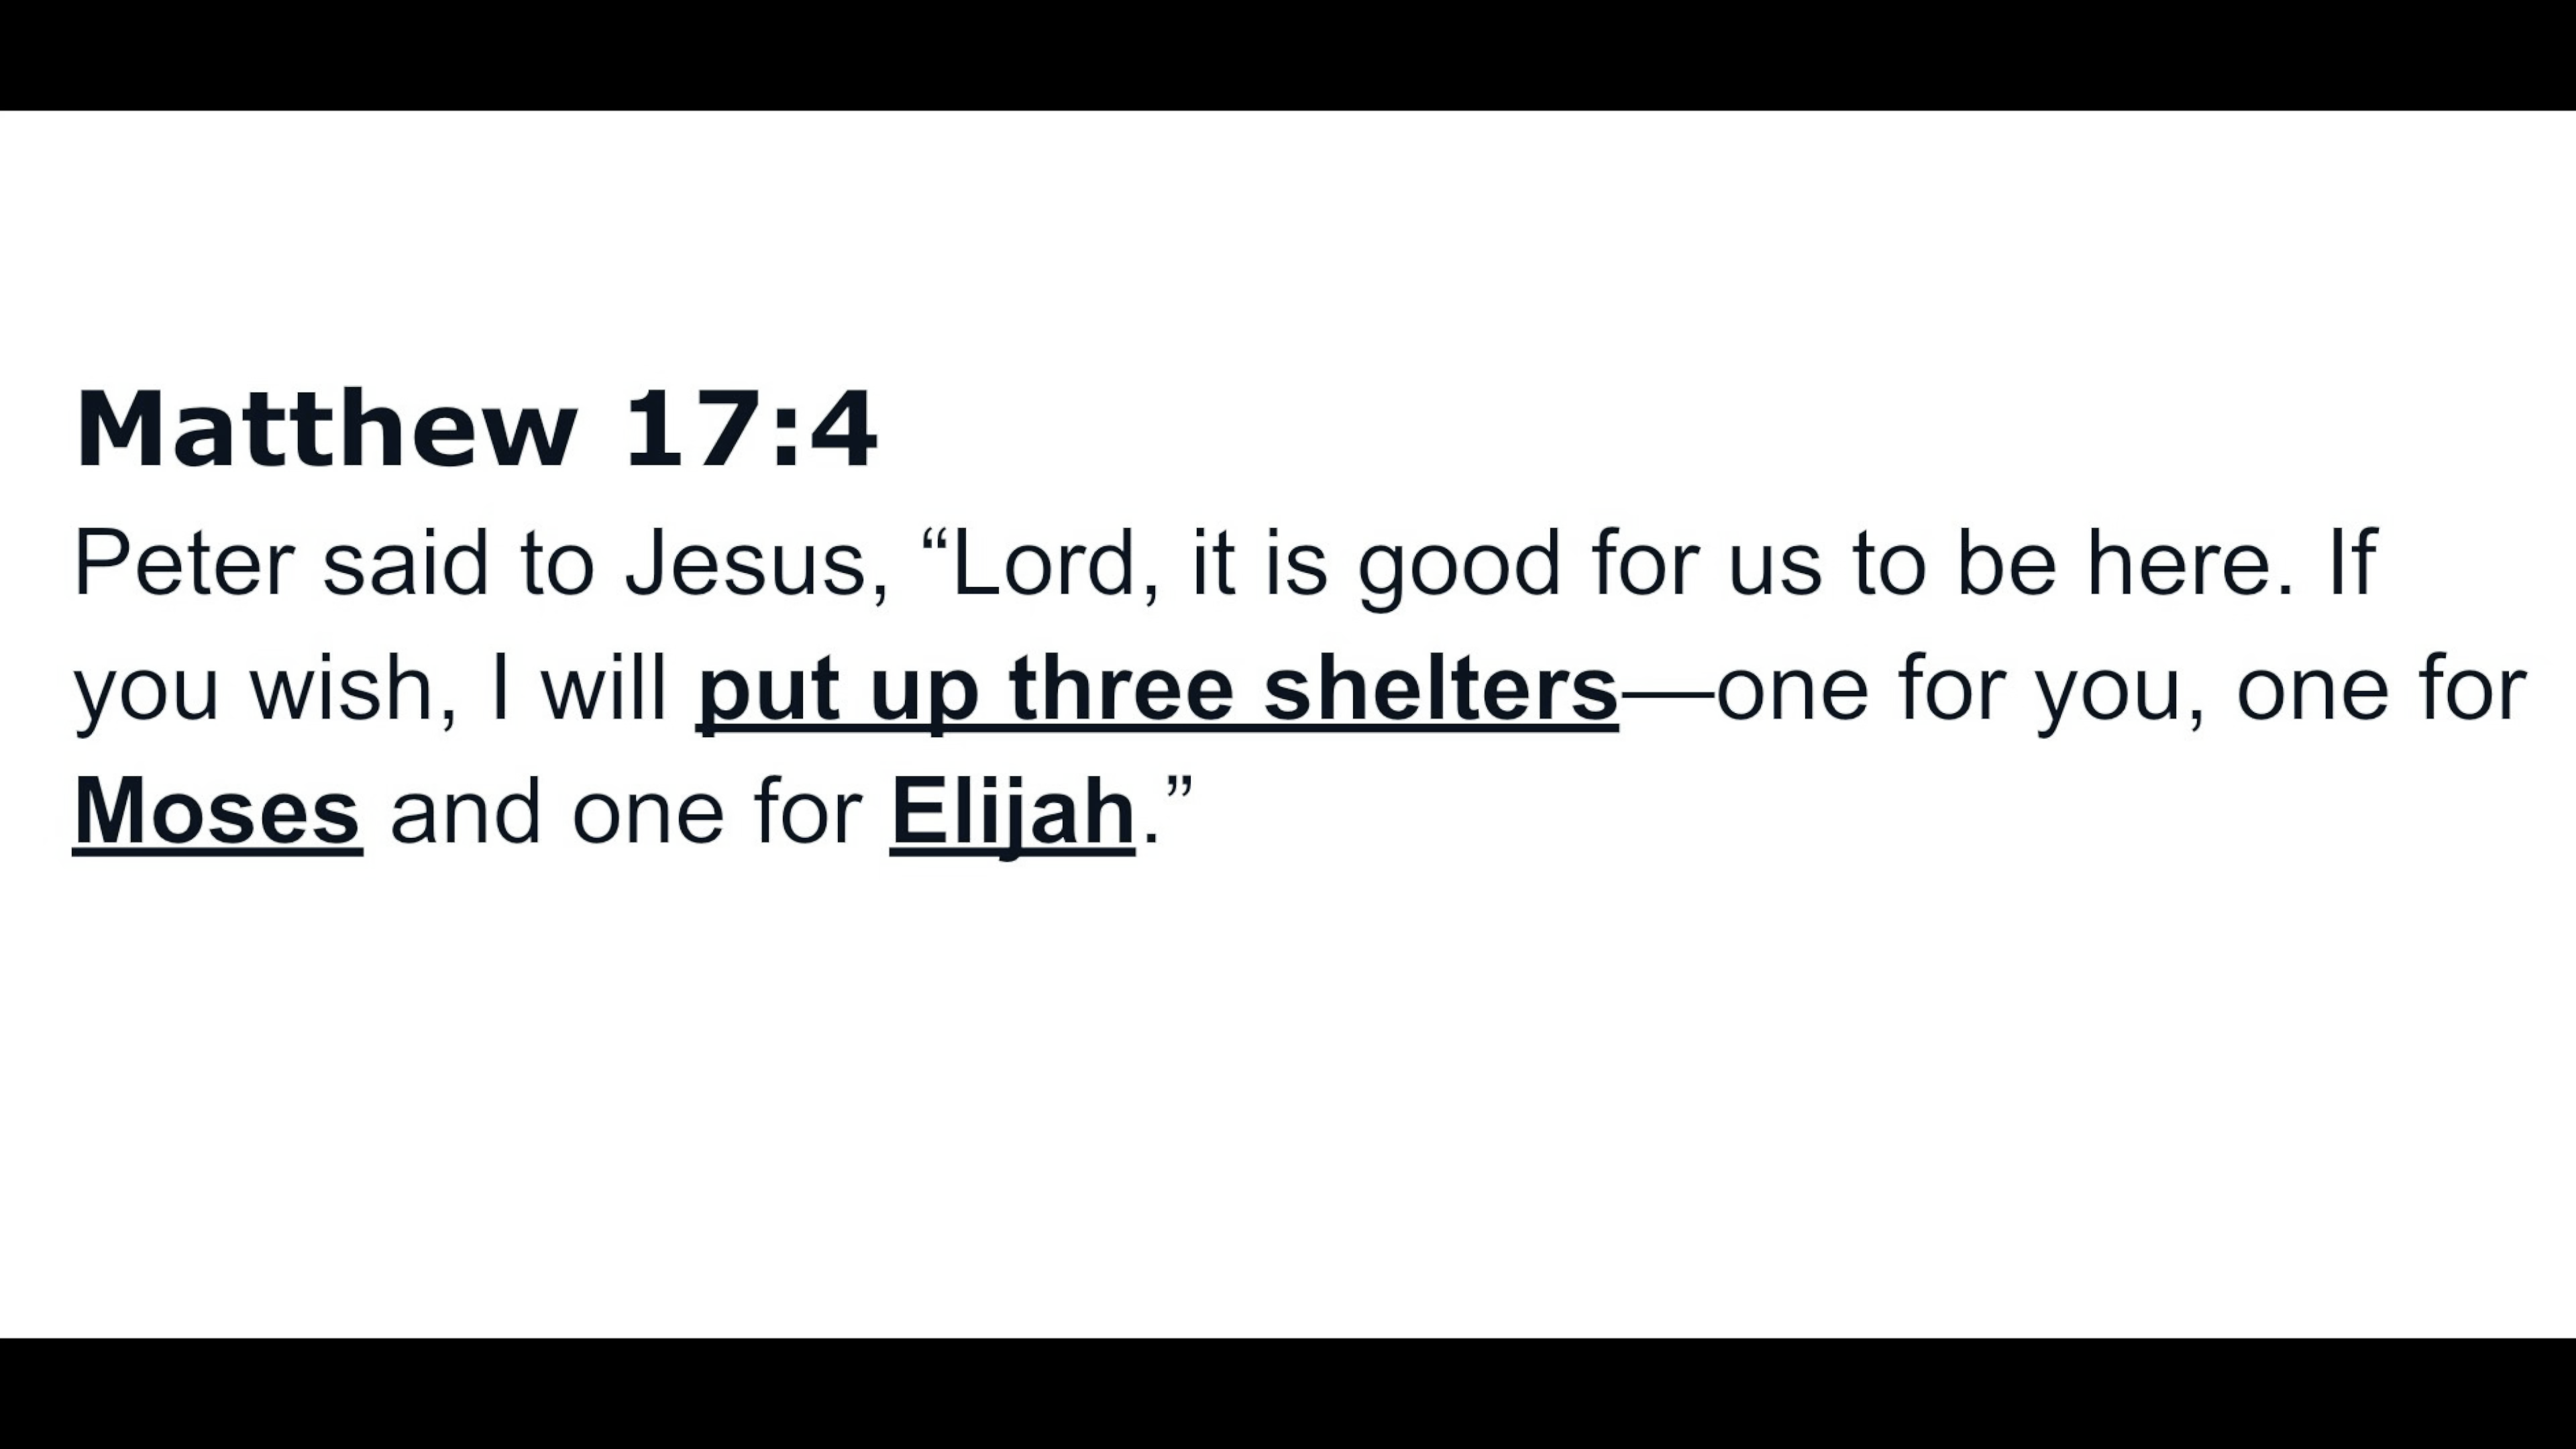 Matthew 17:4
Peter said to Jesus, “Lord, it is good for us to be here. If
you wish, I will put up three shelters—one for you, one for
Moses and one for Elijah.”